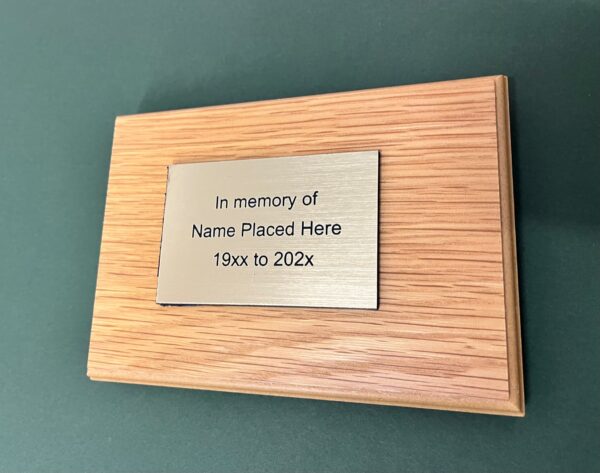 In memory of
Name Placed Here
19xx to 202x